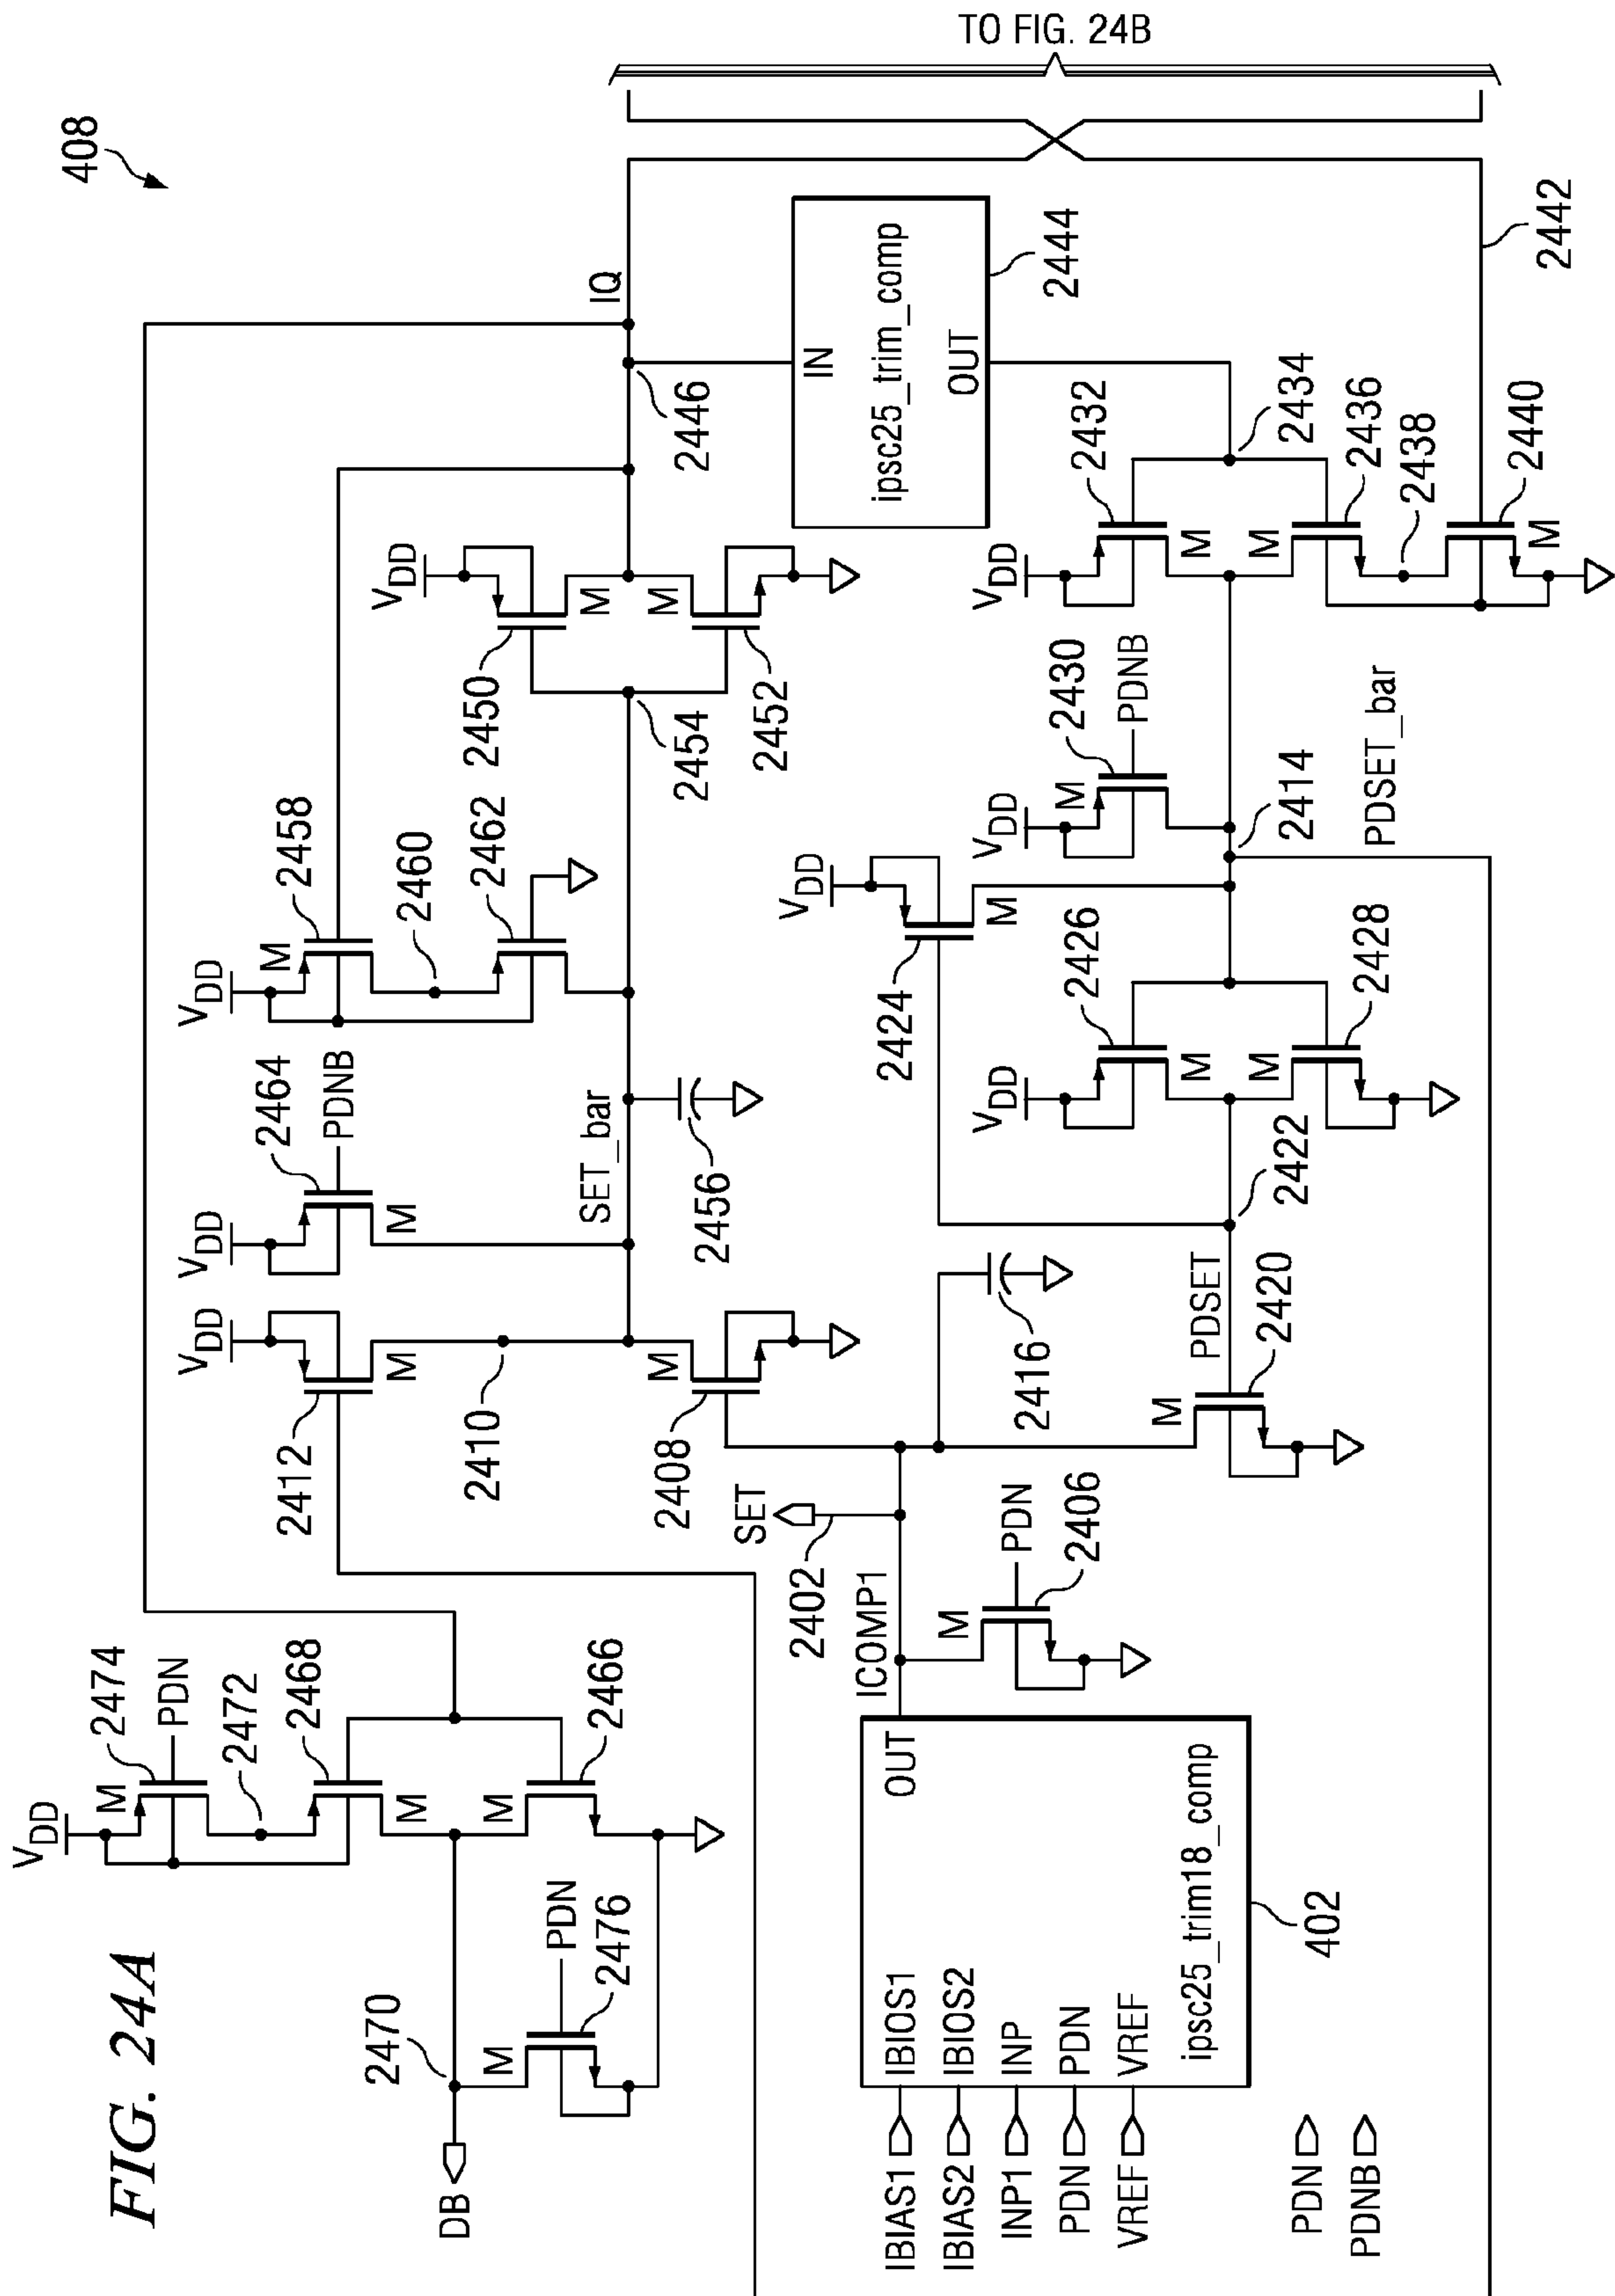 FIG. 24A
408
TO FIG. 24B
VDD
2474
M
PDN
2472
2468
M
M
2466
2470
M
PDN
2476
DB
VDD
2412
M
2410
M
2408
VDD
2464
PDNB
M
SET_bar
2456
VDD
M
2458
2460
2462
VDD
2450
M
M
2454
2452
IQ
2446
IN
ipsc25_trim_comp
OUT
2444
IBIAS1
IBIAS2
INP1
PDN
VREF
IBIOS1
IBIOS2
INP
PDN
VREF
OUT
ipsc25_trim18_comp
402
ICOMP1
SET
2402
M
PDN
2406
2416
M
PDSET
2420
2422
VDD
2424
M
VDD
2426
M
M
2428
VDD
M
2430
PDNB
2414
PDSET_bar
VDD
2432
M
2434
M
2436
2438
2440
M
2442
PDN
PDNB